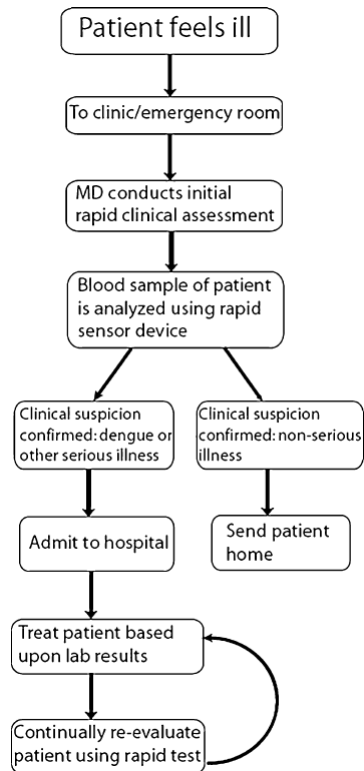 Patient feels ill
To clinic/emergency room
MD conducts initial
rapid clinical assessment
Blood sample of patient
is analyzed using rapid
sensor device
Clinical suspicion
confirmed: dengue or
other serious illness
Clinical suspicion
confirmed: non-serious
illness
Admit to hospital
Send patient
home
Treat patient based
upon lab results
Continually re-evaluate
patient using rapid test